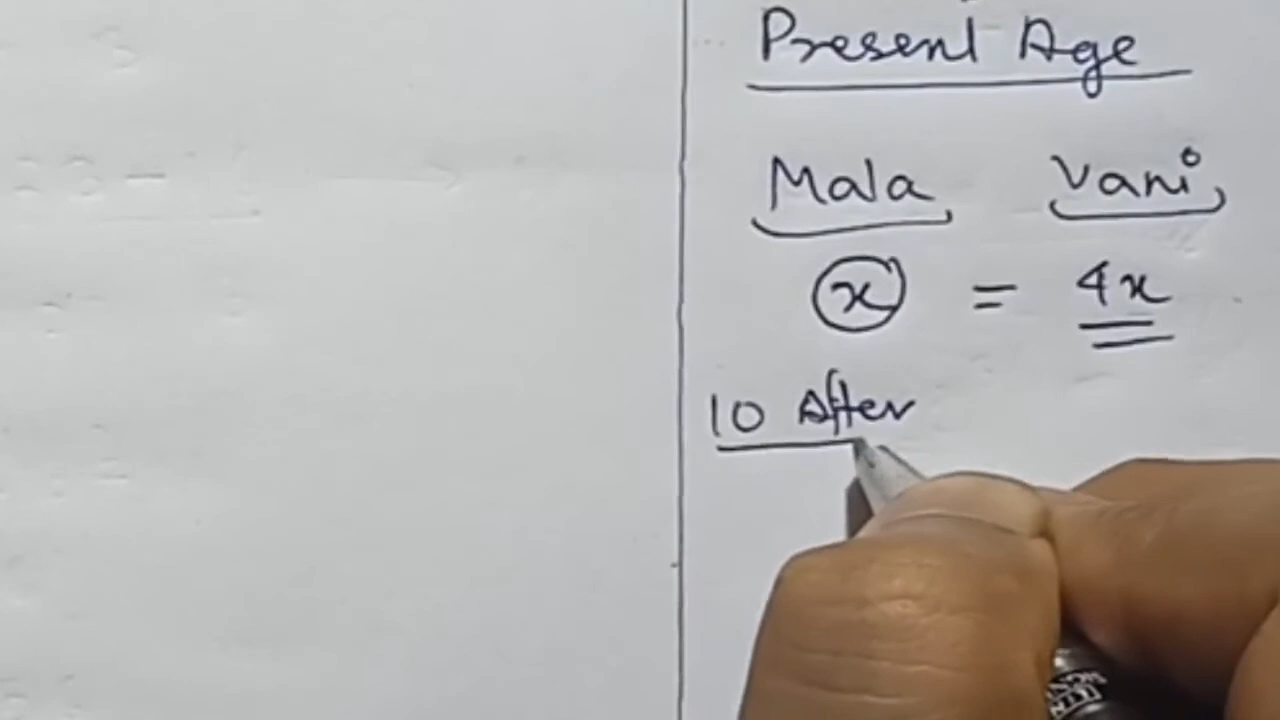 Present Age
Mala Vani
x = 4x
10 After